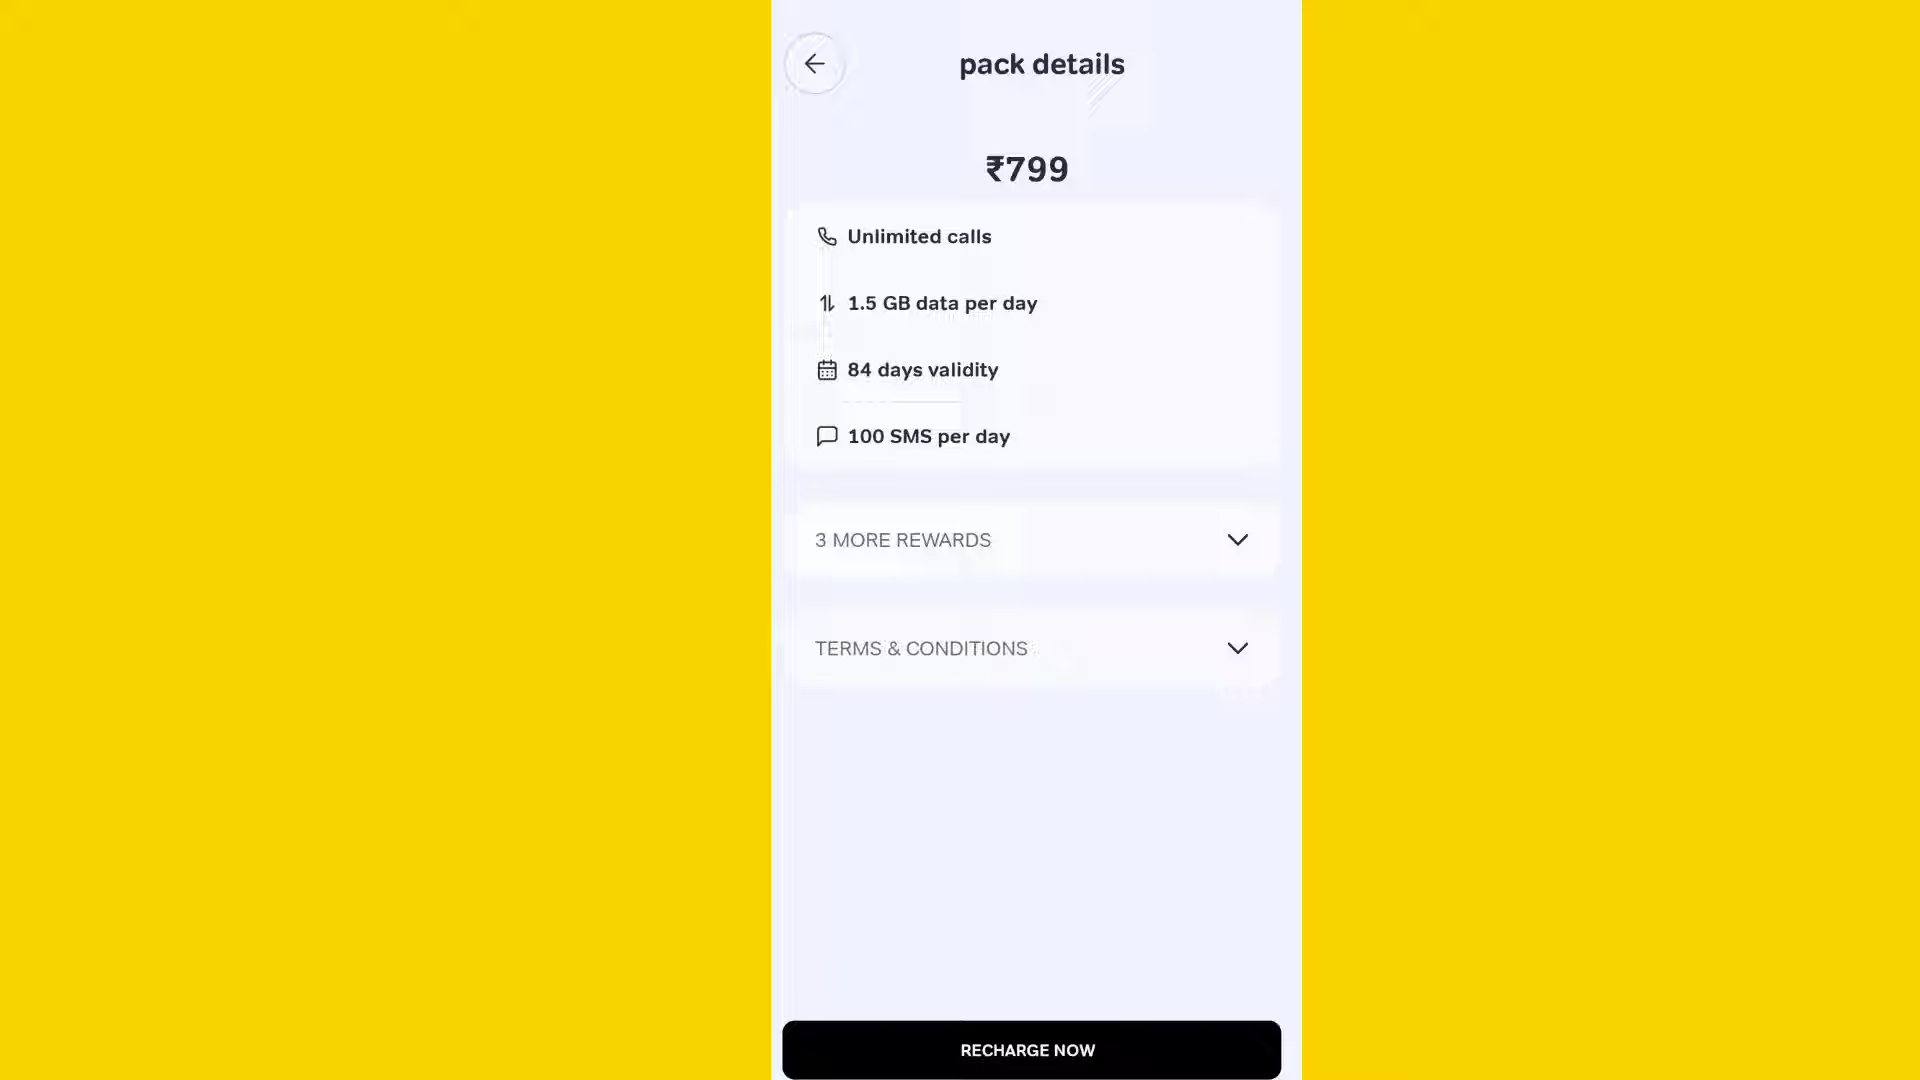 pack details
₹799
Unlimited calls
1.5 GB data per day
84 days validity
100 SMS per day
3 MORE REWARDS
TERMS & CONDITIONS
RECHARGE NOW